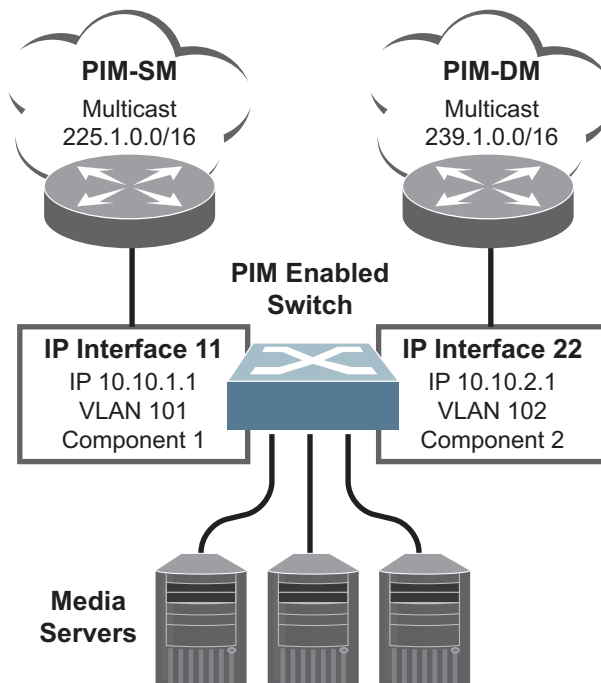 PIM-SM
Multicast
225.1.0.0/16
PIM-DM
Multicast
239.1.0.0/16
PIM Enabled
Switch
IP Interface 11
IP 10.10.1.1
VLAN 101
Component 1
IP Interface 22
IP 10.10.2.1
VLAN 102
Component 2
Media
Servers